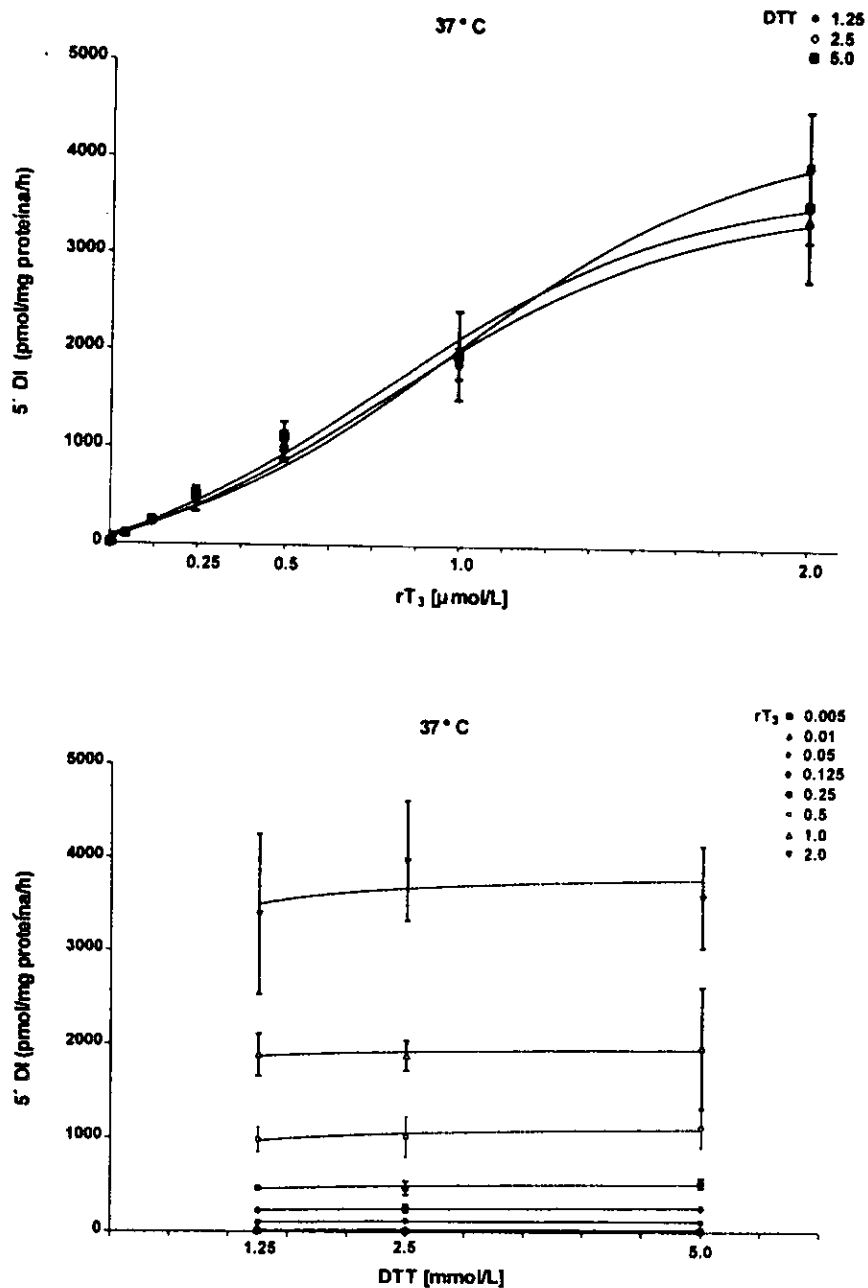 37° C
DTT 1.25
2.5
5.0
5000
4000
3000
2000
1000
0
5´ DI (pmol/mg proteína/h)
0.25 0.5 1.0 2.0
rT₃ [µmol/L]
37° C
rT₃ 0.005
0.01
0.05
0.125
0.25
0.5
1.0
2.0
5000
4000
3000
2000
1000
0
5´ DI (pmol/mg proteína/h)
1.25 2.5 5.0
DTT [mmol/L]